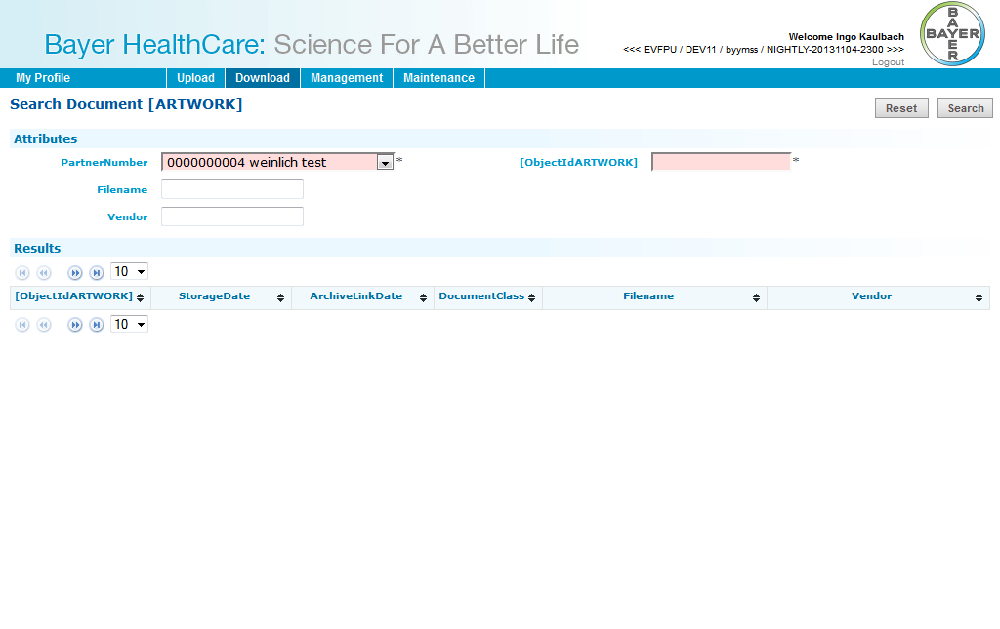 Bayer HealthCare: Science For A Better Life
Welcome Ingo Kaulbach
<<< EVFPU / DEV11 / byymss / NIGHTLY-20131104-2300 >>>
Logout
BAYER
BAYER
My Profile Upload Download Management Maintenance
Search Document [ARTWORK]
Reset Search
Attributes
PartnerNumber 0000000004 weinlich test * [ObjectIdARTWORK] *
Filename
Vendor
Results
10
[ObjectIdARTWORK] StorageDate ArchiveLinkDate DocumentClass Filename Vendor
10